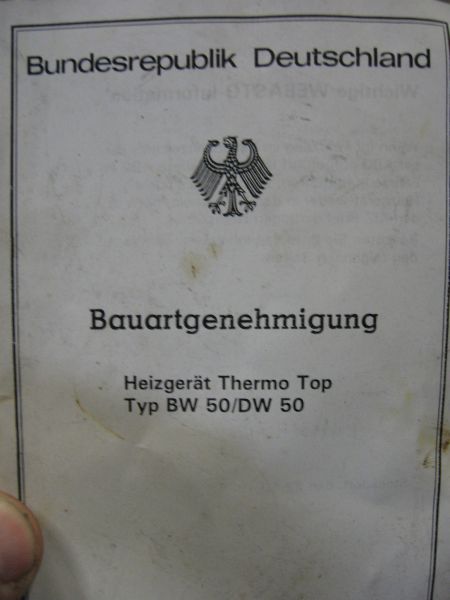 Bundesrepublik Deutschland
Bauartgenehmigung
Heizgerät Thermo Top
Typ BW 50/DW 50